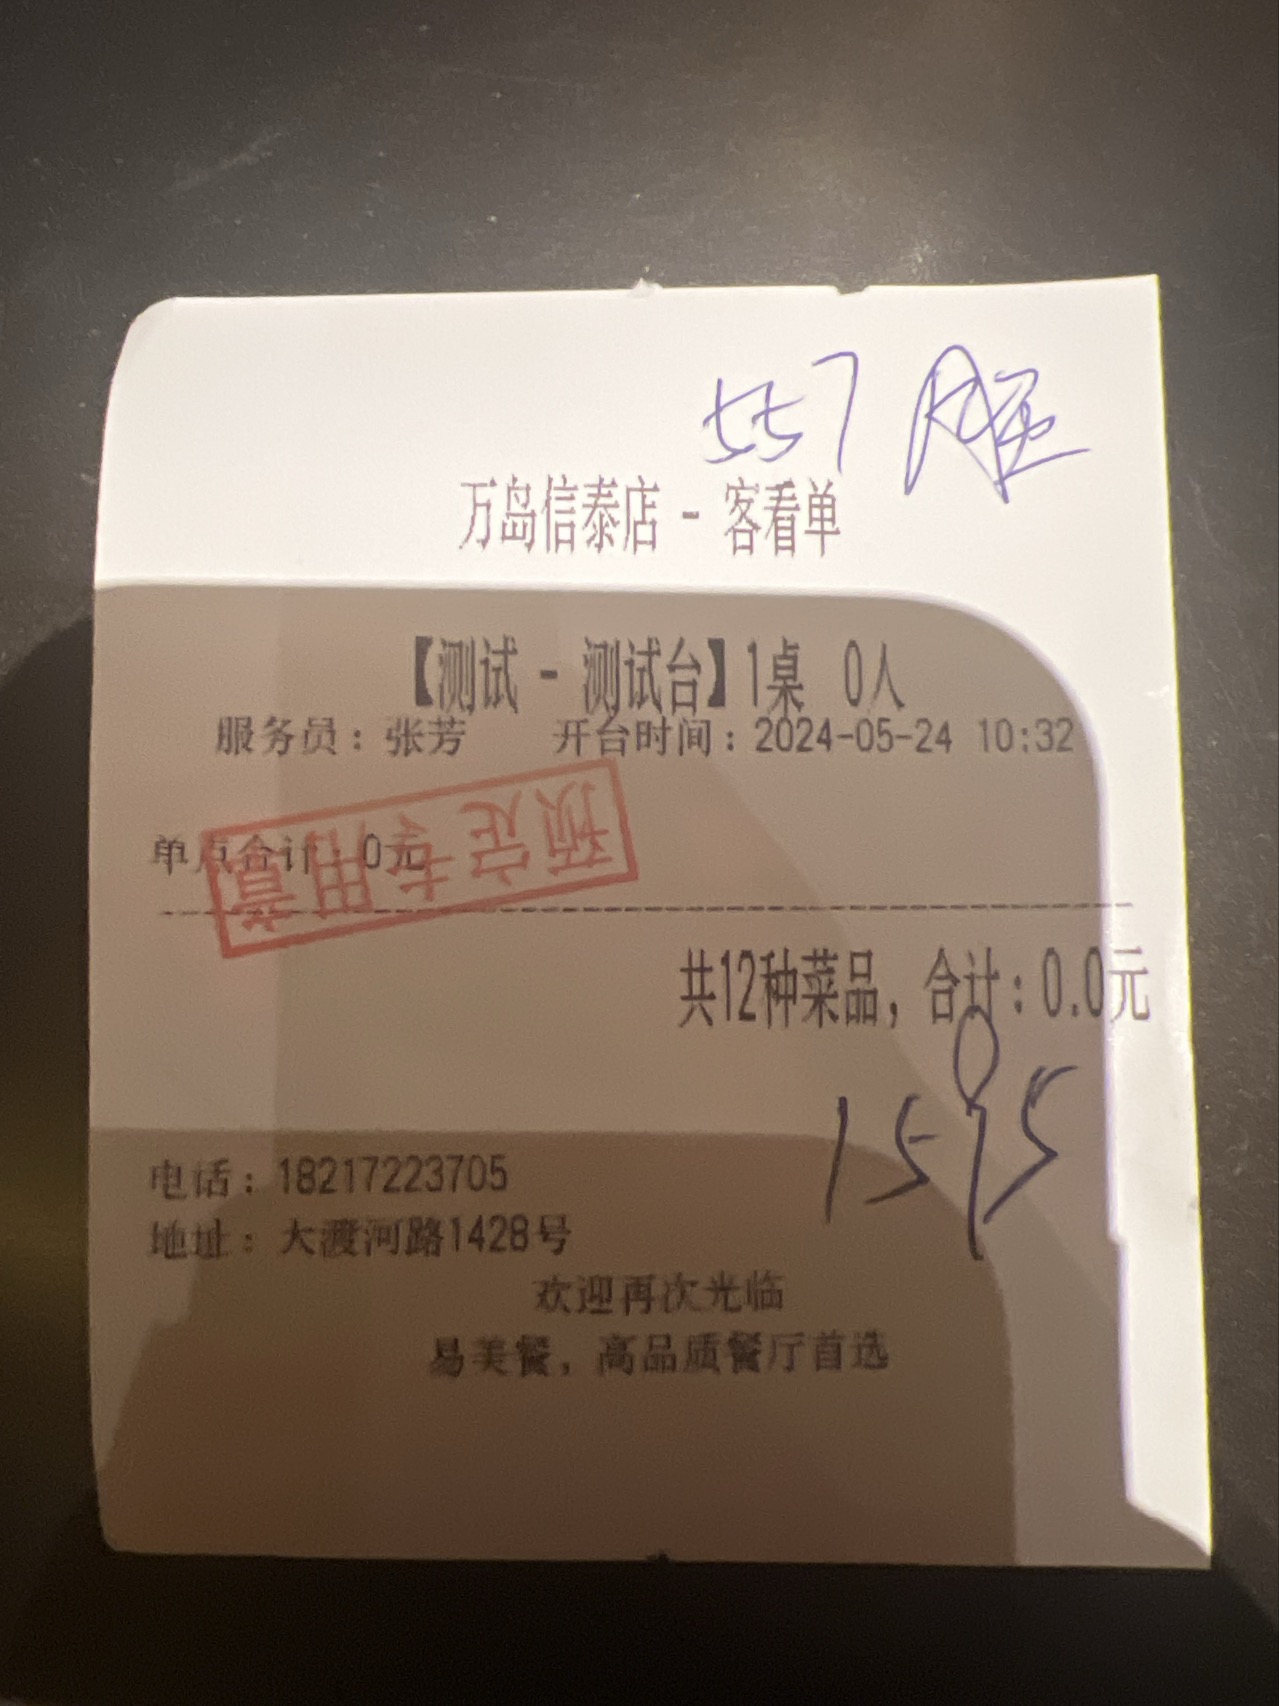 557
万岛信泰店 - 客看单
【测试 - 测试台】1桌 0人
服务员：张芳 开台时间：2024-05-24 10:32
单点合计：0元
预定专用章
共12种菜品，合计：0.0元
1595
电话：18217223705
地址：大渡河路1428号
欢迎再次光临
易美餐，高品质餐厅首选